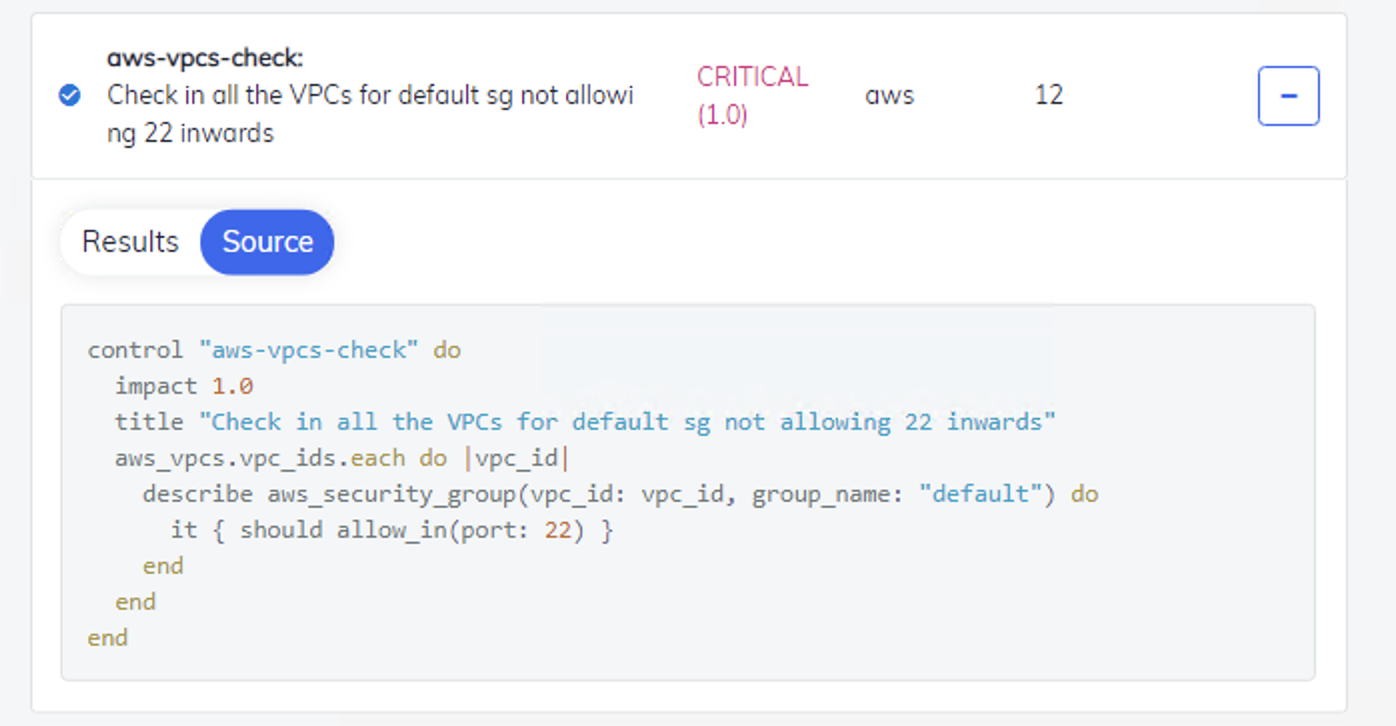 aws-vpcs-check:
Check in all the VPCs for default sg not allowi
ng 22 inwards
CRITICAL
(1.0)
aws
12
Results Source
control "aws-vpcs-check" do
  impact 1.0
  title "Check in all the VPCs for default sg not allowing 22 inwards"
  aws_vpcs.vpc_ids.each do |vpc_id|
    describe aws_security_group(vpc_id: vpc_id, group_name: "default") do
      it { should allow_in(port: 22) }
    end
  end
end